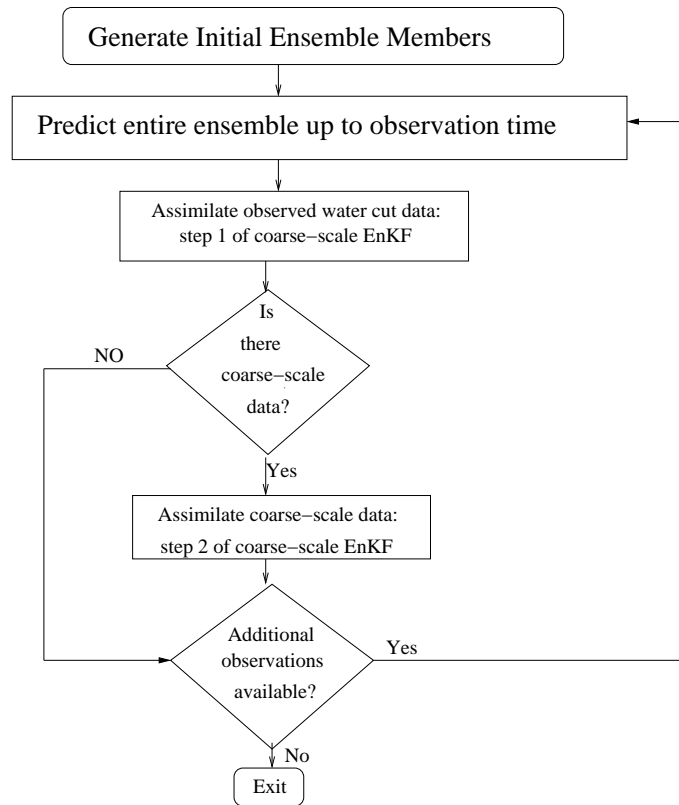 Generate Initial Ensemble Members
Predict entire ensemble up to observation time
Assimilate observed water cut data:
step 1 of coarse−scale EnKF
Is
there
coarse−scale
data?
NO
Yes
Assimilate coarse−scale data:
step 2 of coarse−scale EnKF
Additional
observations
available?
Yes
No
Exit